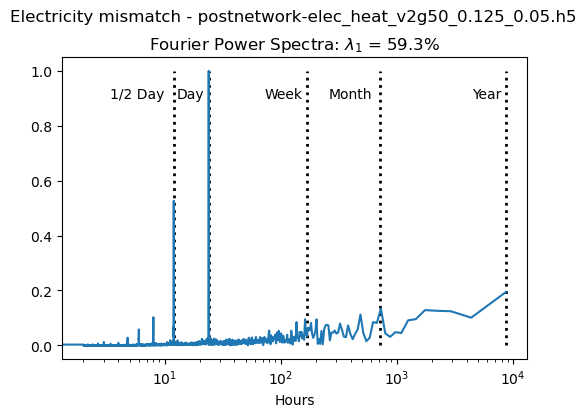 Electricity mismatch - postnetwork-elec_heat_v2g50_0.125_0.05.h5
Fourier Power Spectra: λ₁ = 59.3%
1.0
1/2 Day
Day
Week
Month
Year
0.8
0.6
0.4
0.2
0.0
10¹
10²
10³
10⁴
Hours